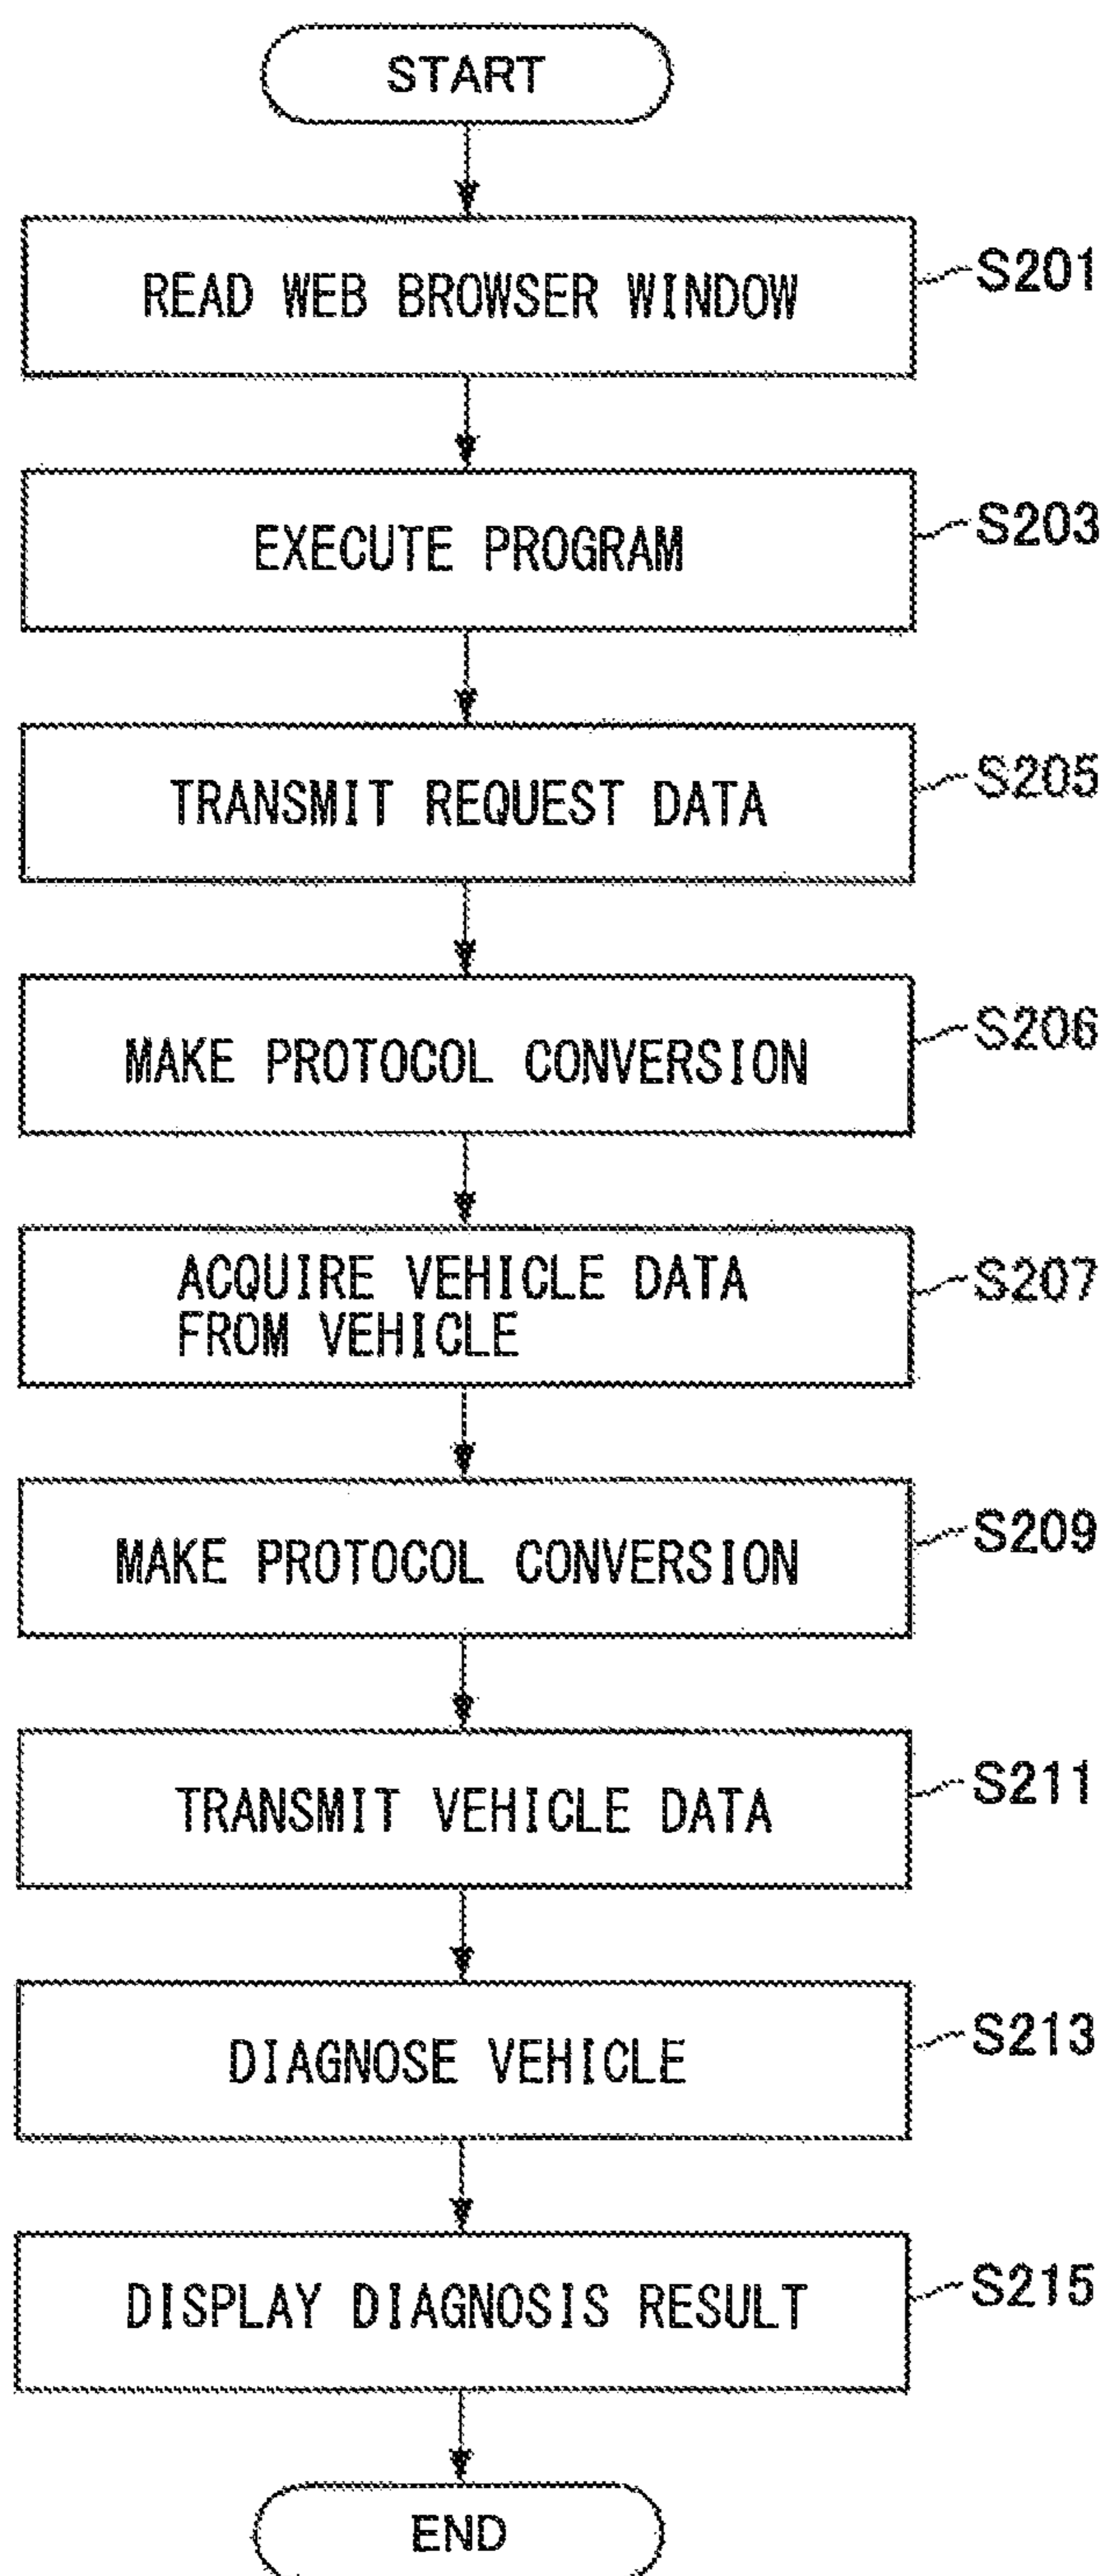 START
READ WEB BROWSER WINDOW
S201
EXECUTE PROGRAM
S203
TRANSMIT REQUEST DATA
S205
MAKE PROTOCOL CONVERSION
S206
ACQUIRE VEHICLE DATA
FROM VEHICLE
S207
MAKE PROTOCOL CONVERSION
S209
TRANSMIT VEHICLE DATA
S211
DIAGNOSE VEHICLE
S213
DISPLAY DIAGNOSIS RESULT
S215
END